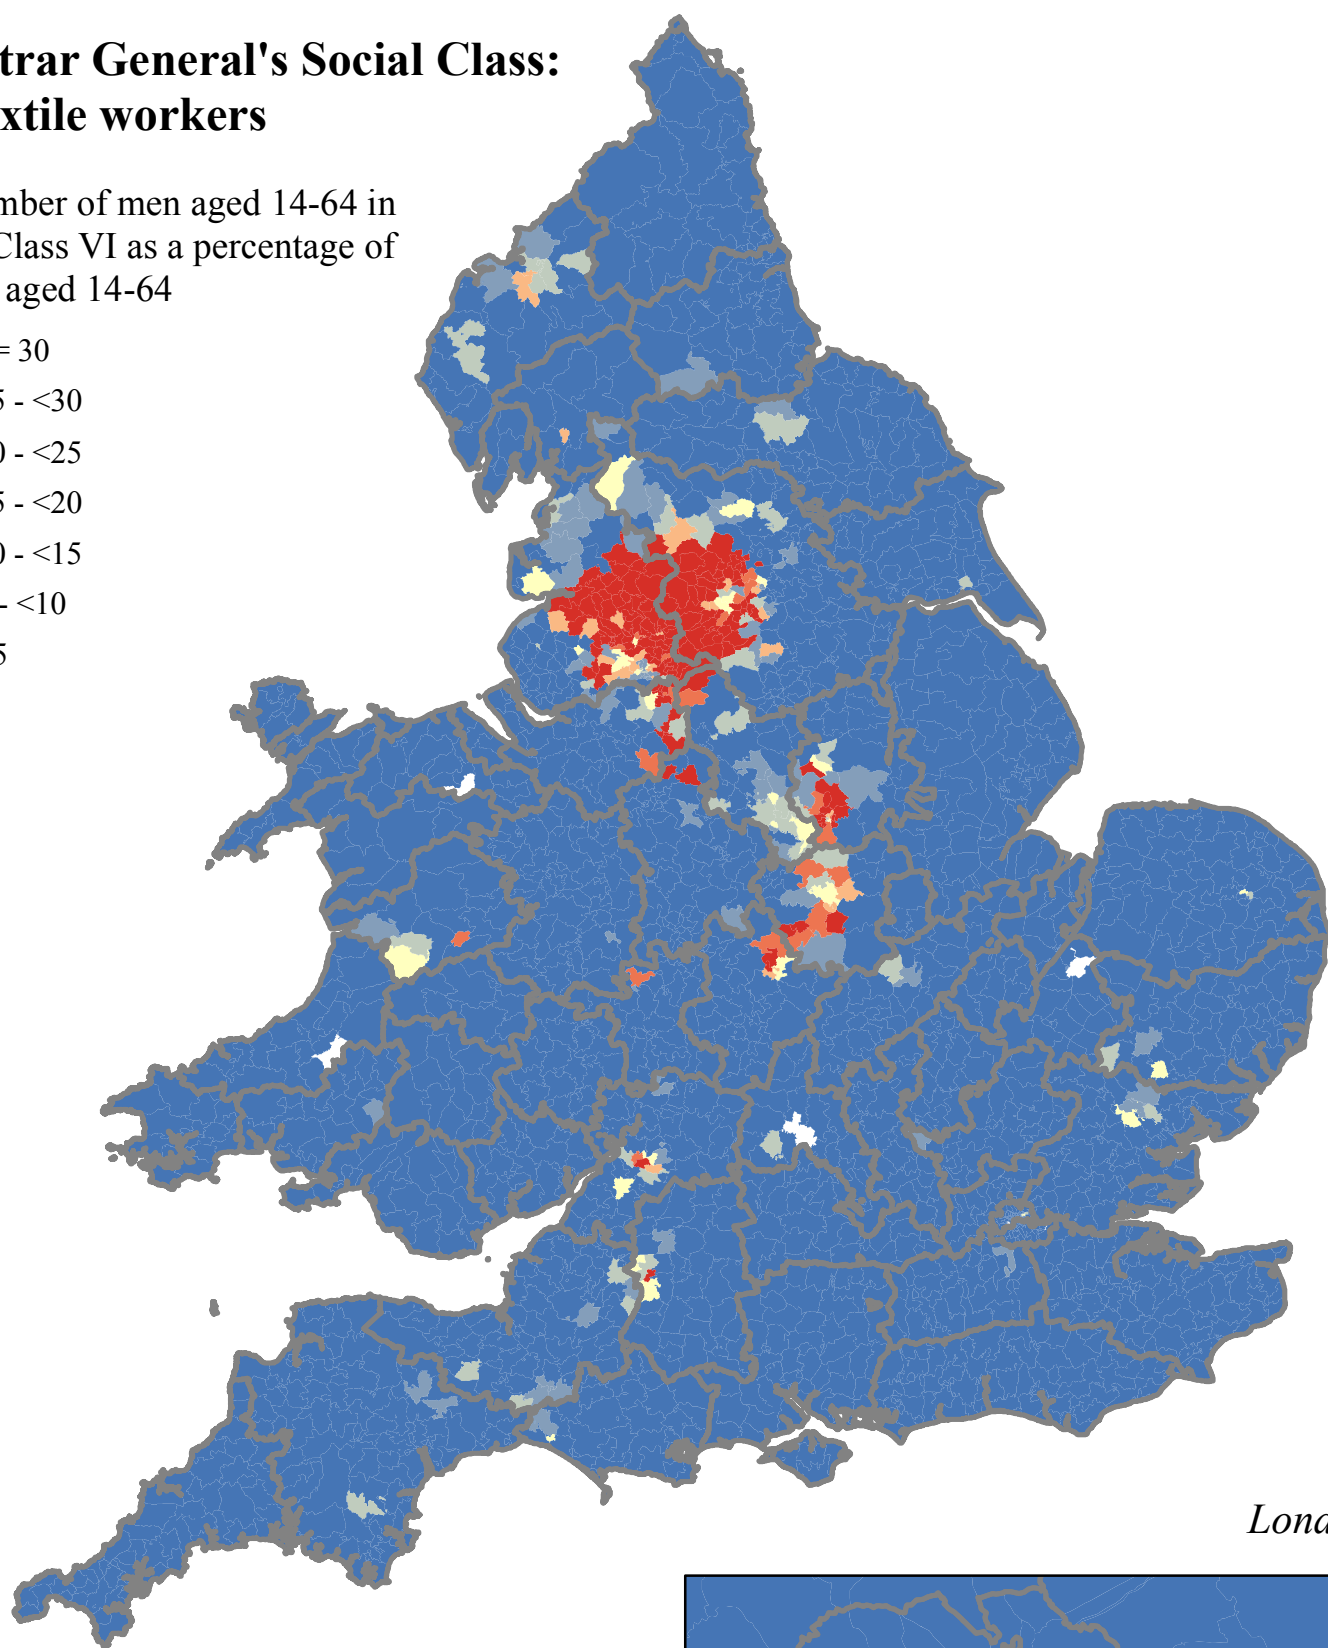 trar General's Social Class:
xtile workers
mber of men aged 14-64 in
Class VI as a percentage of
aged 14-64
= 30
5 - <30
0 - <25
5 - <20
0 - <15
- <10
5
Lond